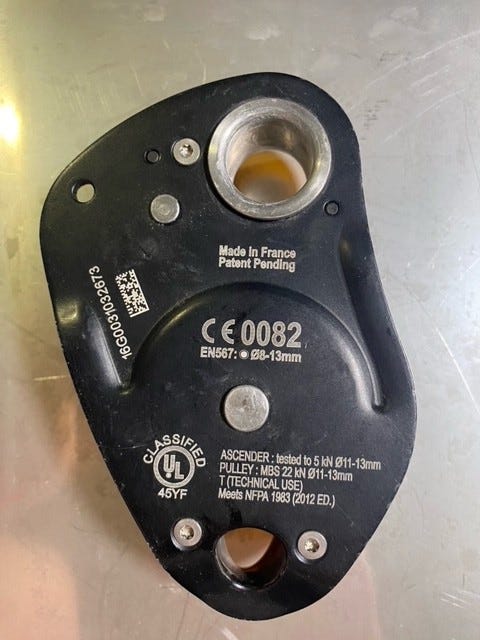 Made in France
Patent Pending
16G0031032673
CE 0082
EN567: Ø8-13mm
CLASSIFIED
UL
45YF
ASCENDER : tested to 5 kN Ø11-13mm
PULLEY : MBS 22 kN Ø11-13mm
T (TECHNICAL USE)
Meets NFPA 1983 (2012 ED.)